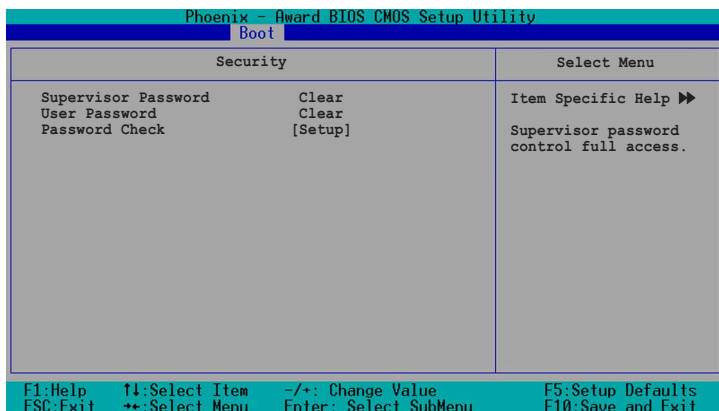 Phoenix - Award BIOS CMOS Setup Utility
Boot
Security
Select Menu
Supervisor Password Clear
User Password Clear
Password Check [Setup]
Item Specific Help ▶▶
Supervisor password
control full access.
F1:Help ↑↓:Select Item -/+: Change Value F5:Setup Defaults
ESC:Exit →←:Select Menu Enter: Select SubMenu F10:Save and Exit